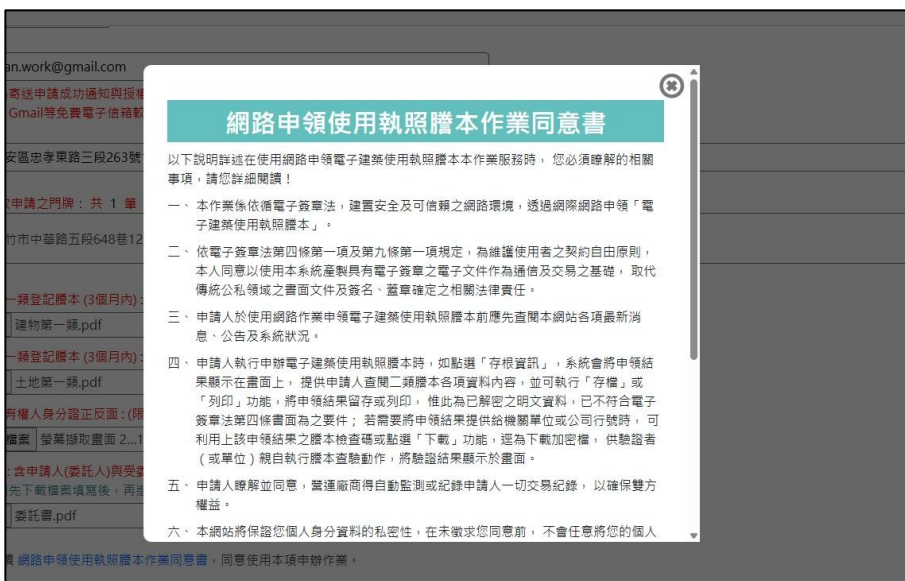 an.work@gmail.com
寄送申請成功通知與授權
Gmail等免費電子信箱較
安區忠孝東路三段263號
申請之門牌： 共 1 筆
竹市中華路五段648巷12
一類登記謄本 (3個月內) :
建物第一類.pdf
一類登記謄本 (3個月內) :
土地第一類.pdf
有權人身分證正反面 : (限
檔案 螢幕擷取畫面 2...1
: 含申請人(委託人)與受委
先下載檔案填寫後，再進
委託書.pdf
網路申領使用執照謄本作業同意書，同意使用本項申辦作業。
網路申領使用執照謄本作業同意書
以下說明詳述在使用網路申領電子建築使用執照謄本本作業服務時， 您必須瞭解的相關
事項，請您詳細閱讀！
一、 本作業係依循電子簽章法，建置安全及可信賴之網路環境，透過網際網路申領「電
子建築使用執照謄本」。
二、 依電子簽章法第四條第一項及第九條第一項規定，為維護使用者之契約自由原則，
本人同意以使用本系統產製具有電子簽章之電子文件作為通信及交易之基礎， 取代
傳統公私領域之書面文件及簽名、蓋章確定之相關法律責任。
三、 申請人於使用網路作業申領電子建築使用執照謄本前應先查閱本網站各項最新消
息、公告及系統狀況。
四、 申請人執行申辦電子建築使用執照謄本時，如點選「存根資訊」，系統會將申領結
果顯示在畫面上， 提供申請人查閱二類謄本各項資料內容，並可執行「存檔」或
「列印」功能，將申領結果留存或列印， 惟此為已解密之明文資料，已不符合電子
簽章法第四條書面為之要件； 若需要將申領結果提供給機關單位或公司行號時， 可
利用上該申領結果之謄本檢查碼或點選「下載」功能，逕為下載加密檔， 供驗證者
（或單位）親自執行謄本查驗動作，將驗證結果顯示於畫面。
五、 申請人瞭解並同意，營運廠商得自動監測或紀錄申請人一切交易紀錄， 以確保雙方
權益。
六、 本網站將保證您個人身分資料的私密性，在未徵求您同意前， 不會任意將您的個人